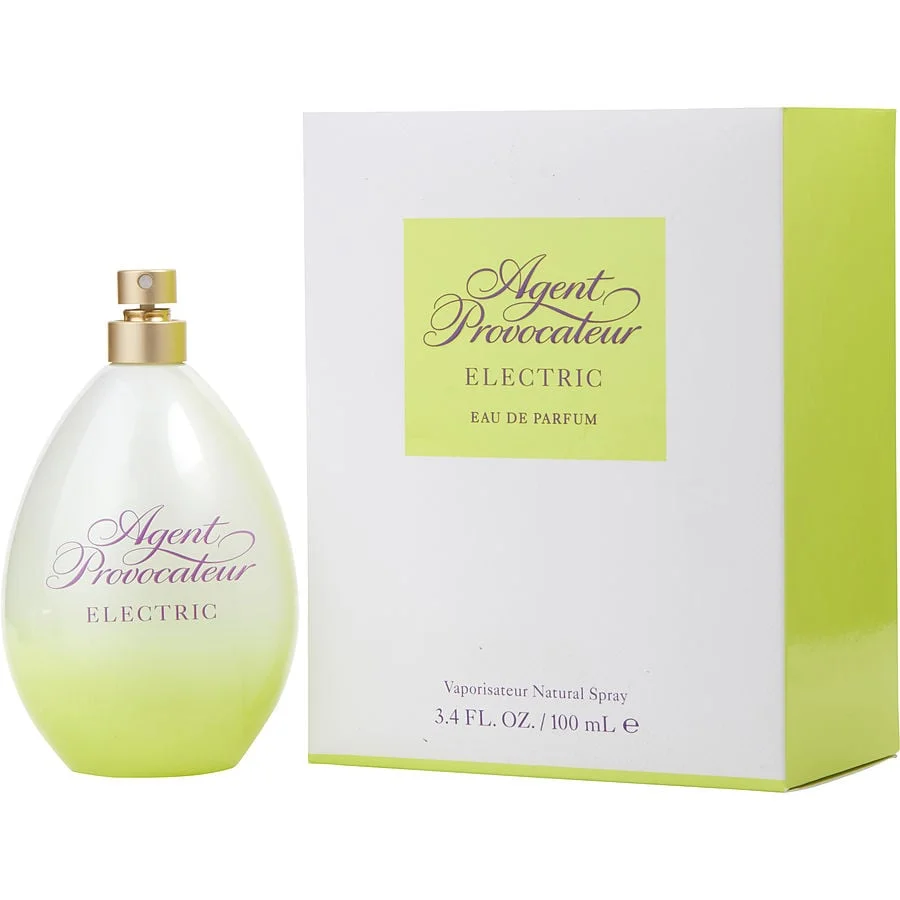 Agent
Provocateur
ELECTRIC
Agent
Provocateur
ELECTRIC
EAU DE PARFUM
Vaporisateur Natural Spray
3.4 FL. OZ. / 100 mL ℮